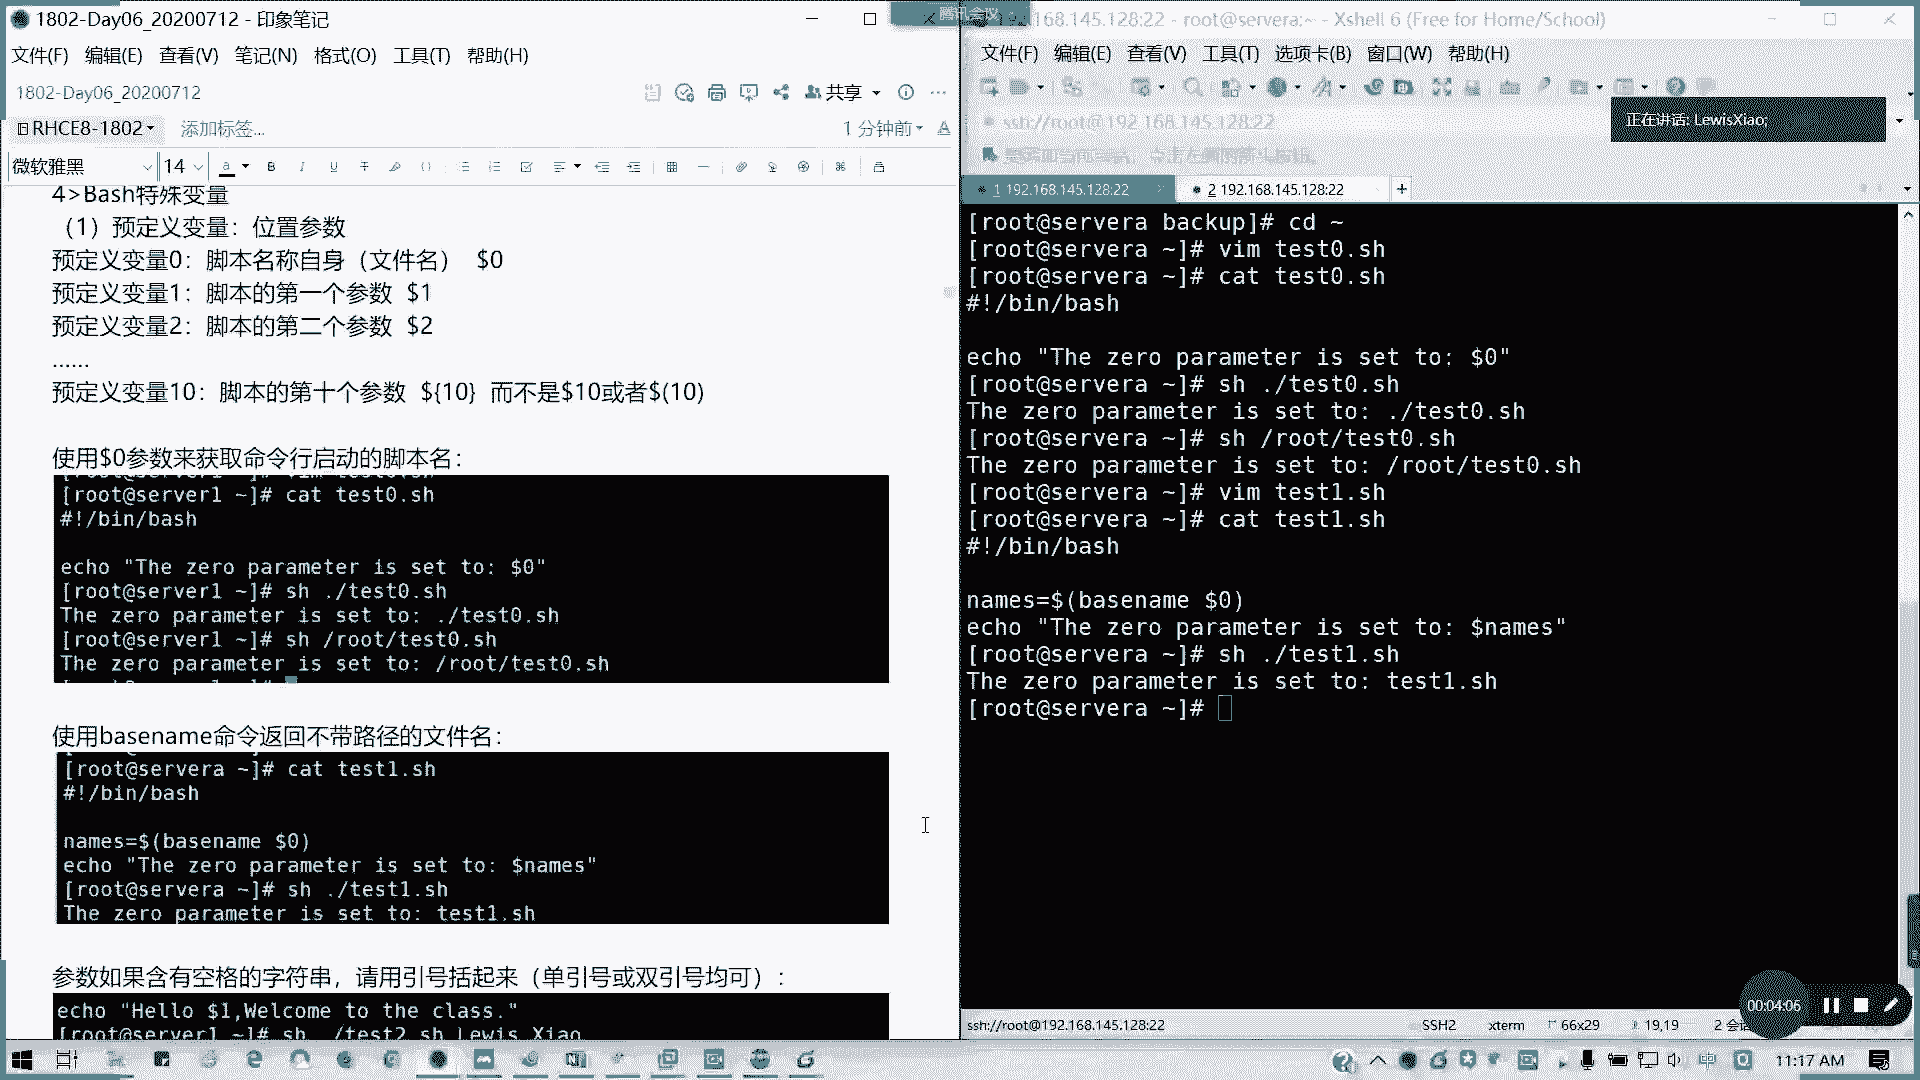 1802-Day06_20200712 - 印象笔记
文件(F) 编辑(E) 查看(V) 笔记(N) 格式(O) 工具(T) 帮助(H)
1802-Day06_20200712
共享
RHCE8-1802
添加标签...
1 分钟前
微软雅黑 14
4>Bash特殊变量
（1）预定义变量：位置参数
预定义变量0：脚本名称自身（文件名） $0
预定义变量1：脚本的第一个参数 $1
预定义变量2：脚本的第二个参数 $2
......
预定义变量10：脚本的第十个参数 ${10} 而不是$10或者$(10)
使用$0参数来获取命令行启动的脚本名：
[root@server1 ~]# cat test0.sh
#!/bin/bash
echo "The zero parameter is set to: $0"
[root@server1 ~]# sh ./test0.sh
The zero parameter is set to: ./test0.sh
[root@server1 ~]# sh /root/test0.sh
The zero parameter is set to: /root/test0.sh
使用basename命令返回不带路径的文件名：
[root@servera ~]# cat test1.sh
#!/bin/bash
names=$(basename $0)
echo "The zero parameter is set to: $names"
[root@servera ~]# sh ./test1.sh
The zero parameter is set to: test1.sh
参数如果含有空格的字符串，请用引号括起来（单引号或双引号均可）：
echo "Hello $1,Welcome to the class."
[root@server1 ~]# sh ./test2.sh Lewis Xiao
腾讯会议
168.145.128:22 - root@servera:~ - Xshell 6 (Free for Home/School)
文件(F) 编辑(E) 查看(V) 工具(T) 选项卡(B) 窗口(W) 帮助(H)
ssh://root@192.168.145.128:22
正在讲话: LewisXiao;
1 192.168.145.128:22
2 192.168.145.128:22
+
[root@servera backup]# cd ~
[root@servera ~]# vim test0.sh
[root@servera ~]# cat test0.sh
#!/bin/bash
echo "The zero parameter is set to: $0"
[root@servera ~]# sh ./test0.sh
The zero parameter is set to: ./test0.sh
[root@servera ~]# sh /root/test0.sh
The zero parameter is set to: /root/test0.sh
[root@servera ~]# vim test1.sh
[root@servera ~]# cat test1.sh
#!/bin/bash
names=$(basename $0)
echo "The zero parameter is set to: $names"
[root@servera ~]# sh ./test1.sh
The zero parameter is set to: test1.sh
[root@servera ~]#
00:04:06
ssh://root@192.168.145.128:22 SSH2 xterm 66x29 19,19 2 会
中 11:17 AM